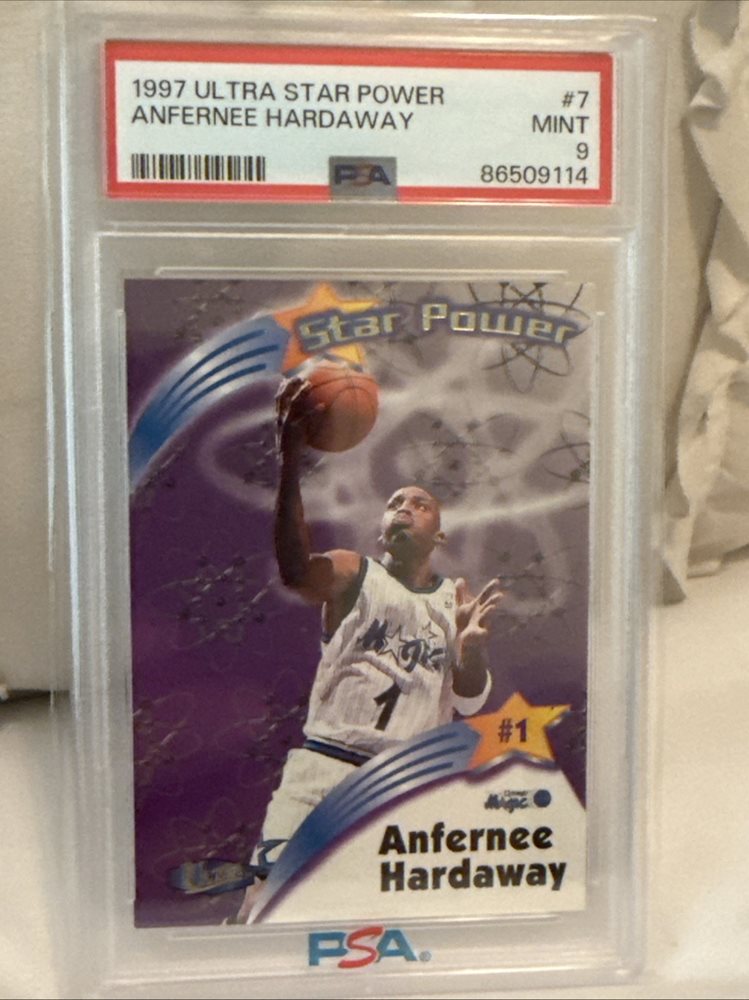 1997 ULTRA STAR POWER #7
ANFERNEE HARDAWAY MINT
9
PSA 86509114
Star Power
Magic
1
#1
Magic
Anfernee
Hardaway
PSA